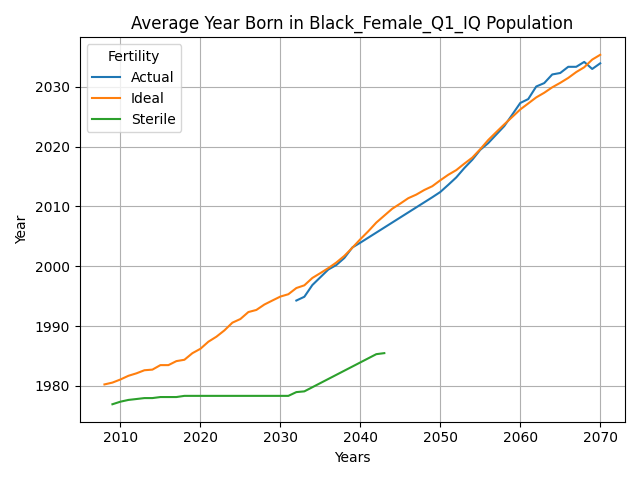 Average Year Born in Black_Female_Q1_IQ Population
Fertility
Actual
Ideal
Sterile
Year
2030
2020
2010
2000
1990
1980
2010 2020 2030 2040 2050 2060 2070
Years